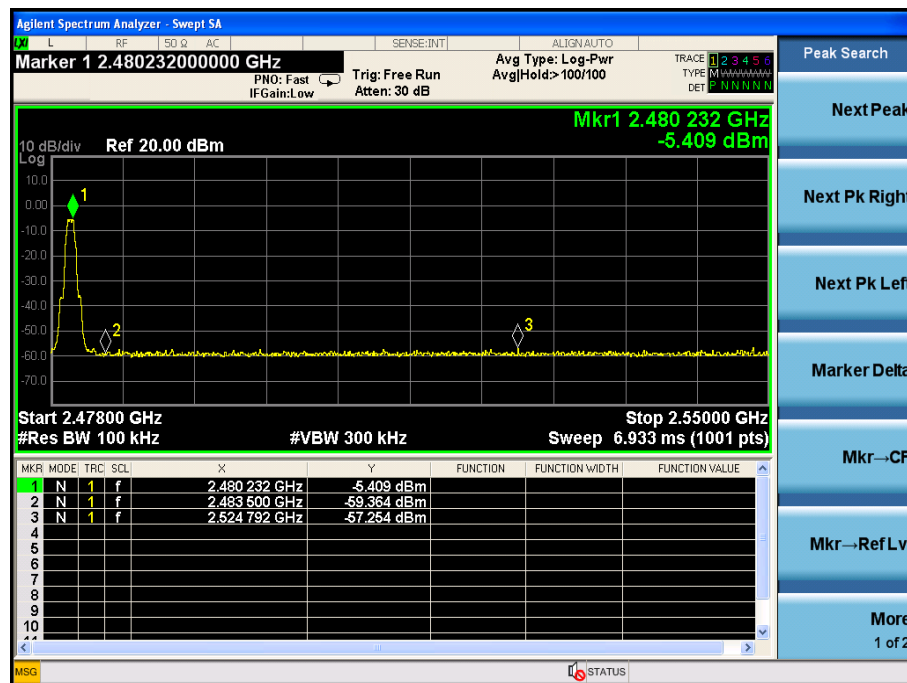 Agilent Spectrum Analyzer - Swept SA
LXI L RF 50 Ω AC SENSE:INT ALIGN AUTO
Marker 1 2.480232000000 GHz
PNO: Fast
IFGain:Low
Trig: Free Run
Atten: 30 dB
Avg Type: Log-Pwr
Avg|Hold:>100/100
TRACE 1 2 3 4 5 6
TYPE M WWWWW
DET P N N N N N
Mkr1 2.480 232 GHz
-5.409 dBm
10 dB/div Ref 20.00 dBm
Log
10.0
0.00
-10.0
-20.0
-30.0
-40.0
-50.0
-60.0
-70.0
1
2
3
Start 2.47800 GHz Stop 2.55000 GHz
#Res BW 100 kHz #VBW 300 kHz Sweep 6.933 ms (1001 pts)
MKR MODE TRC SCL X Y FUNCTION FUNCTION WIDTH FUNCTION VALUE
1 N 1 f 2.480 232 GHz -5.409 dBm
2 N 1 f 2.483 500 GHz -59.364 dBm
3 N 1 f 2.524 792 GHz -57.254 dBm
4
5
6
7
8
9
10
11
MSG STATUS
Peak Search
Next Peak
Next Pk Right
Next Pk Left
Marker Delta
Mkr→CF
Mkr→Ref Lv
More
1 of 2